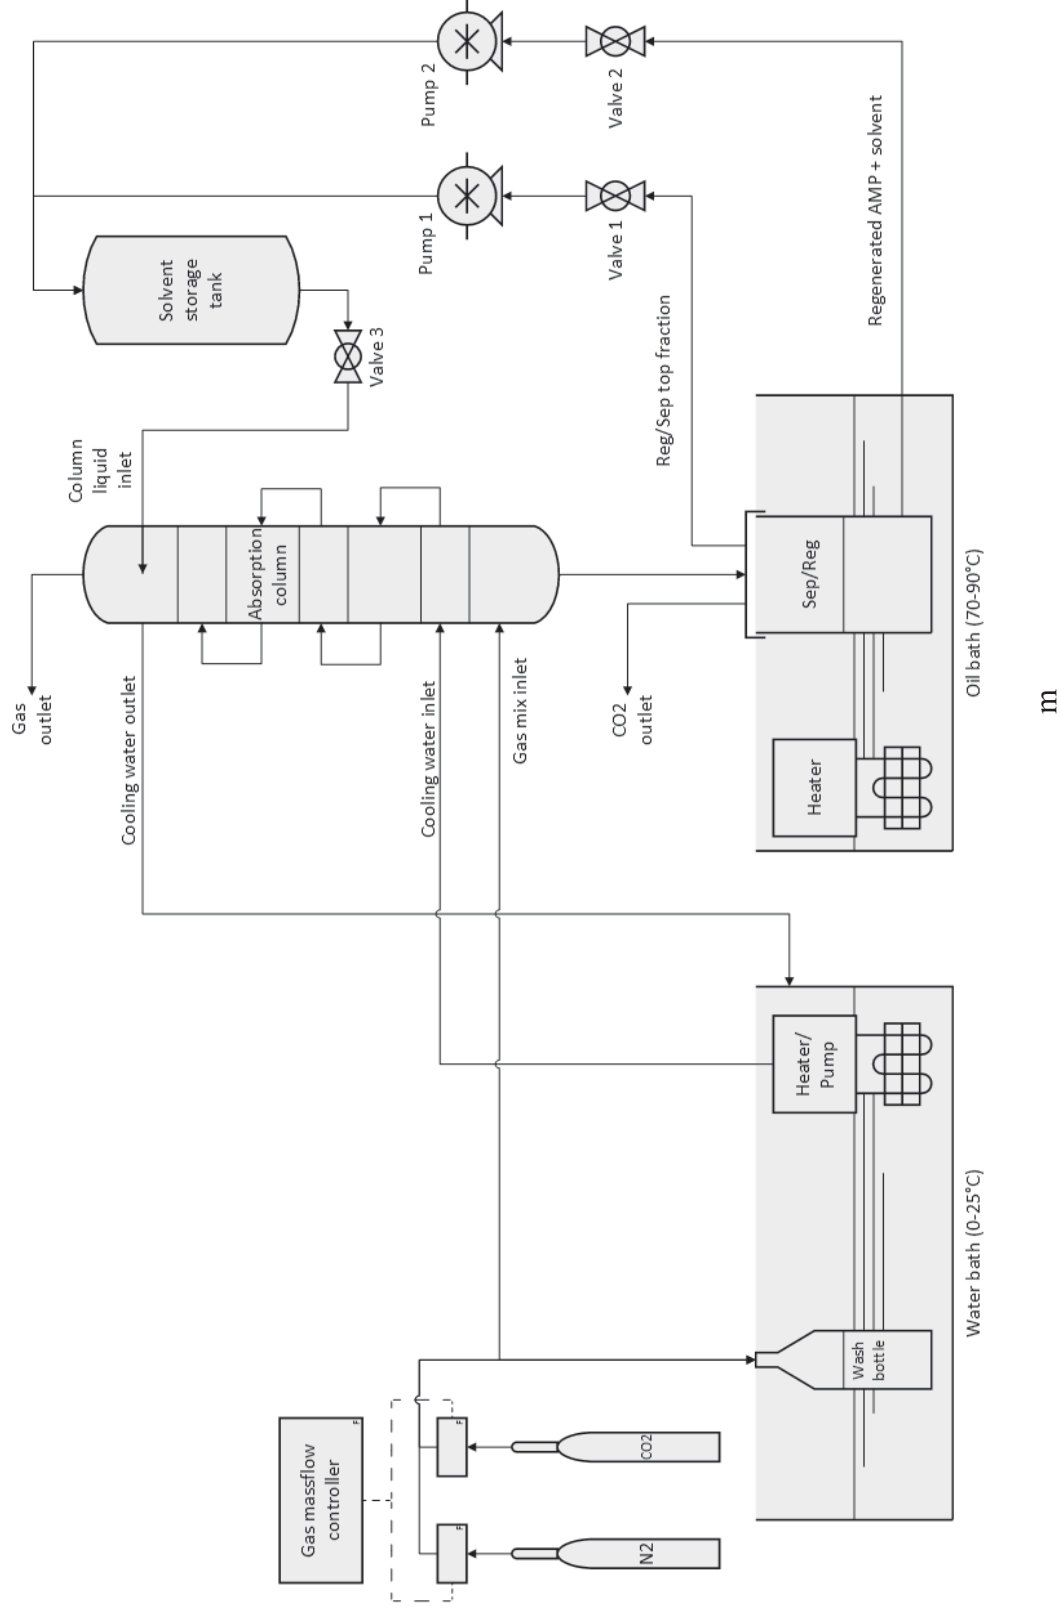 Pump 2
Valve 2
Regenerated AMP + solvent
Pump 1
Valve 1
Solvent
storage
tank
Valve 3
Reg/Sep top fraction
Column
liquid
inlet
Absorption
column
Sep/Reg
Oil bath (70-90°C)
Gas
outlet
Cooling water outlet
Cooling water inlet
Gas mix inlet
CO2
outlet
Heater
m
Heater/
Pump
Water bath (0-25°C)
Wash
bottle
Gas massflow
controller
F
F
F
CO2
N2